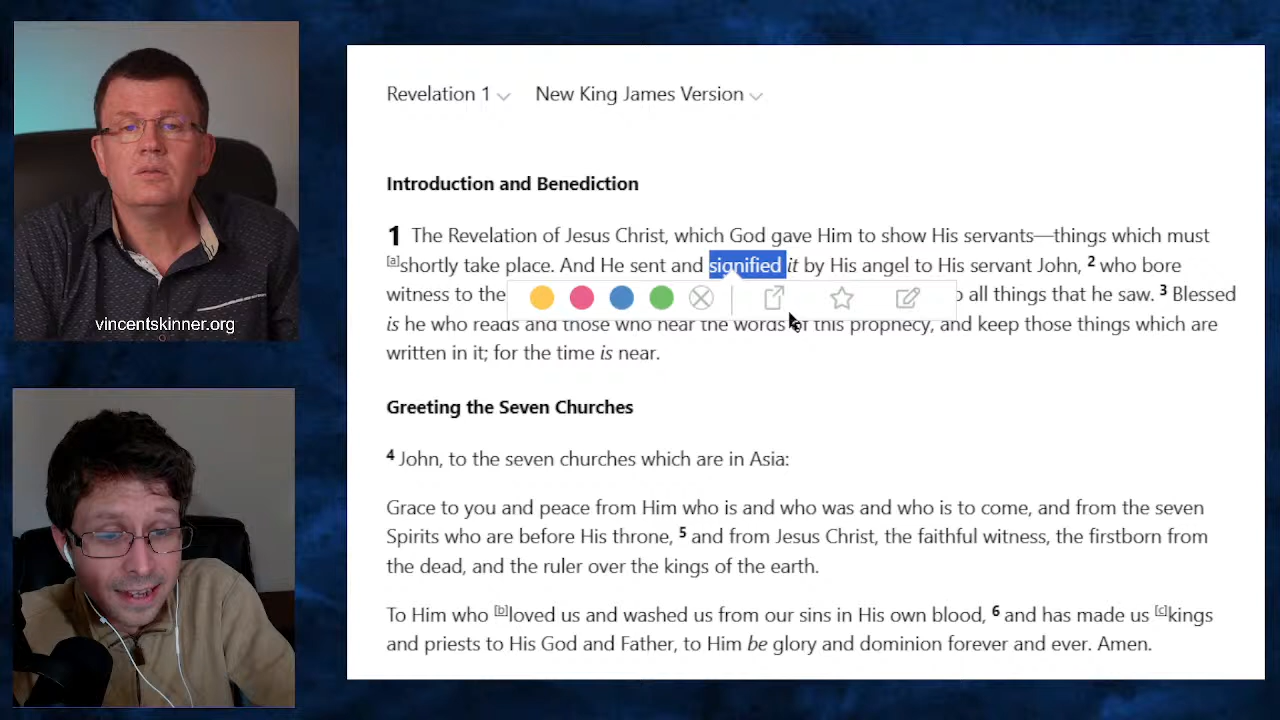 vincentskinner.org
Revelation 1 New King James Version
Introduction and Benediction
1 The Revelation of Jesus Christ, which God gave Him to show His servants—things which must
[a]shortly take place. And He sent and signified it by His angel to His servant John, 2 who bore
witness to the o all things that he saw. 3 Blessed
is he who reads and those who hear the words of this prophecy, and keep those things which are
written in it; for the time is near.
Greeting the Seven Churches
4 John, to the seven churches which are in Asia:
Grace to you and peace from Him who is and who was and who is to come, and from the seven
Spirits who are before His throne, 5 and from Jesus Christ, the faithful witness, the firstborn from
the dead, and the ruler over the kings of the earth.
To Him who [b]loved us and washed us from our sins in His own blood, 6 and has made us [c]kings
and priests to His God and Father, to Him be glory and dominion forever and ever. Amen.